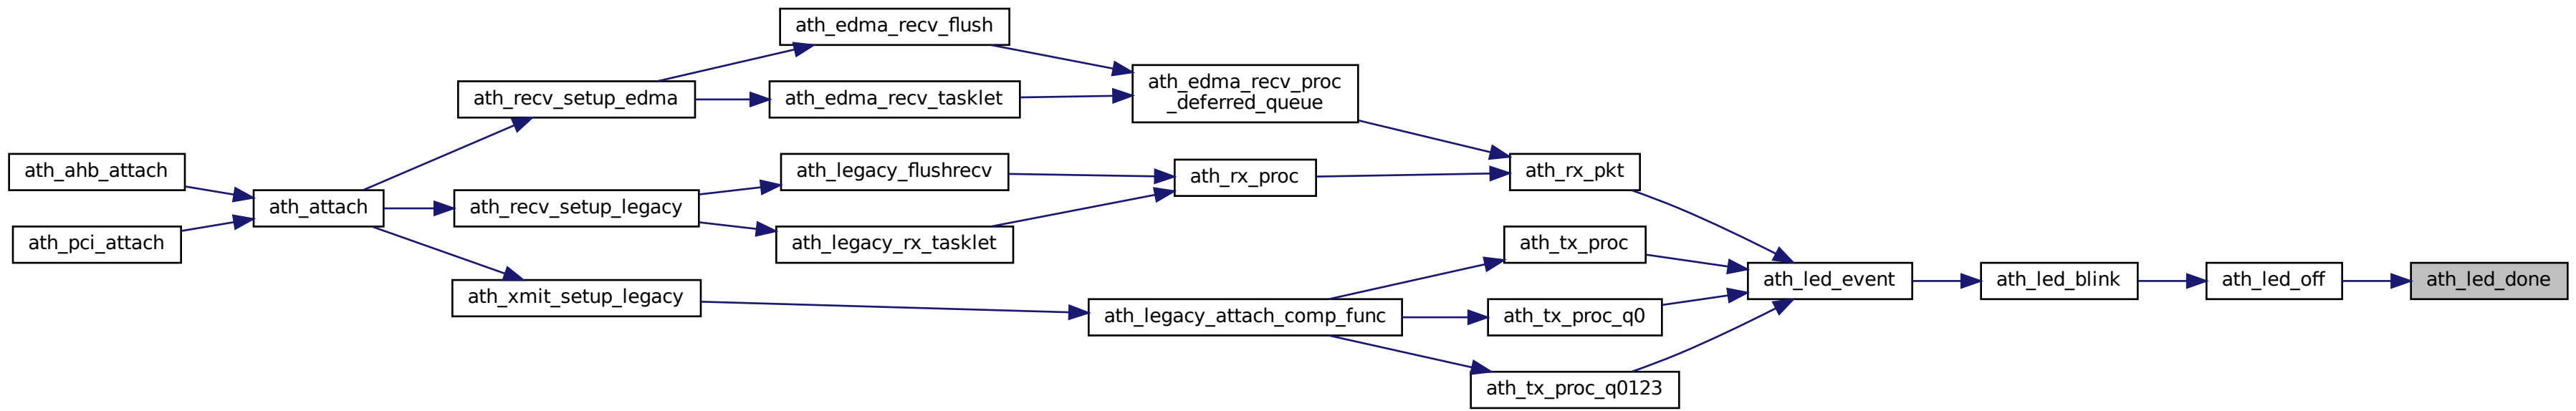 ath_edma_recv_flush
ath_recv_setup_edma
ath_edma_recv_tasklet
ath_edma_recv_proc
_deferred_queue
ath_ahb_attach
ath_pci_attach
ath_attach
ath_recv_setup_legacy
ath_legacy_flushrecv
ath_legacy_rx_tasklet
ath_rx_proc
ath_rx_pkt
ath_xmit_setup_legacy
ath_legacy_attach_comp_func
ath_tx_proc
ath_tx_proc_q0
ath_tx_proc_q0123
ath_led_event
ath_led_blink
ath_led_off
ath_led_done